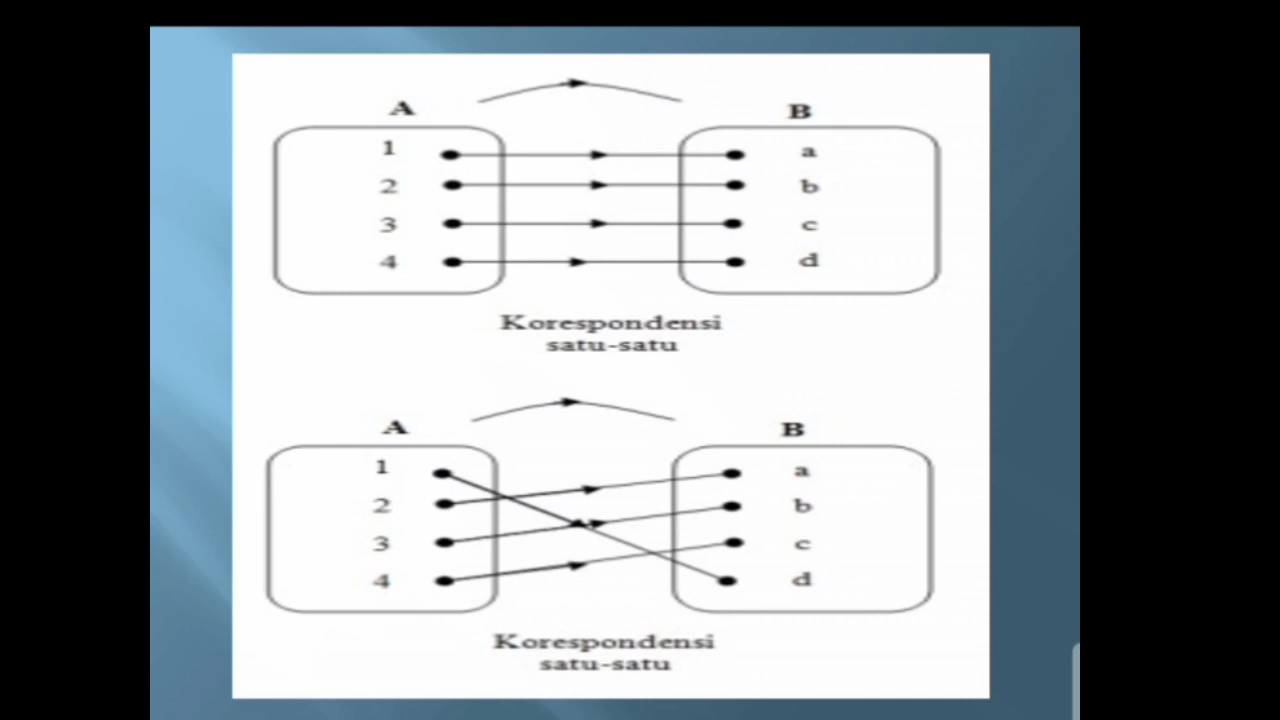 A B
1 a
2 b
3 c
4 d
Korespondensi
satu-satu
A B
1 a
2 b
3 c
4 d
Korespondensi
satu-satu